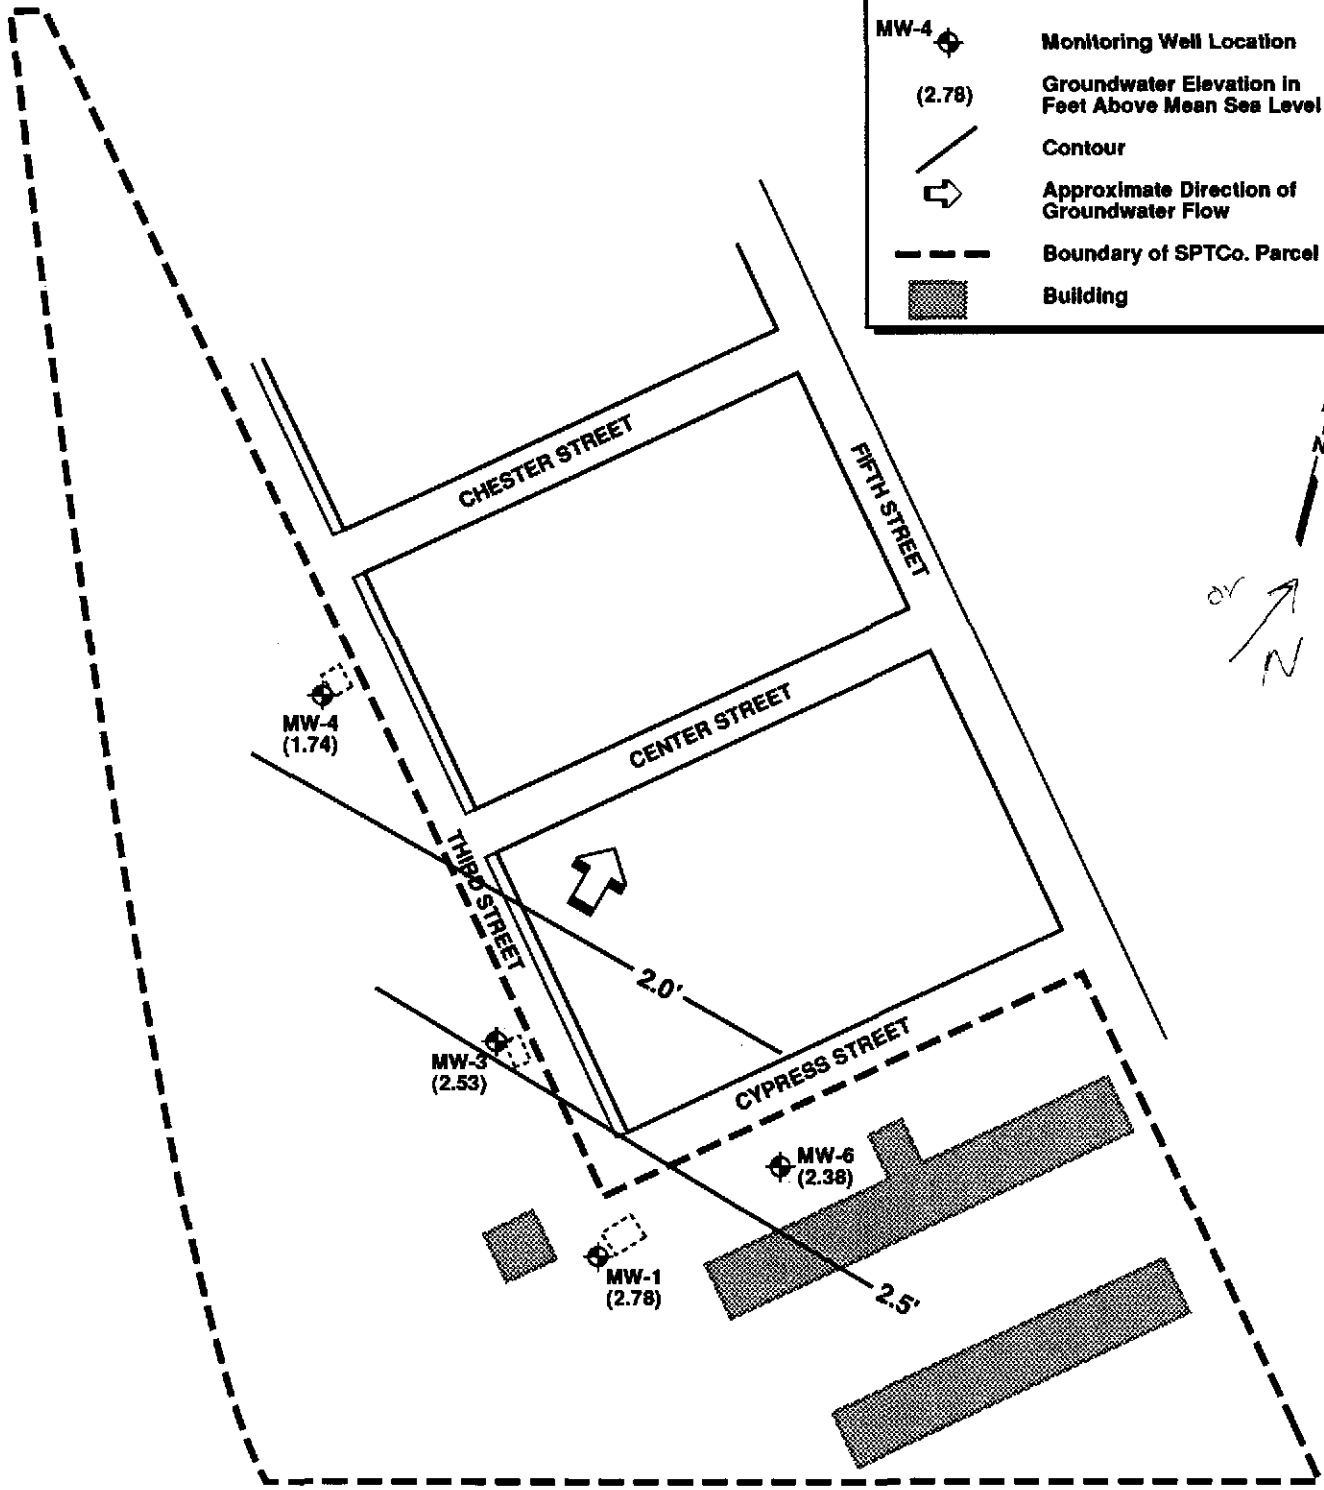 MW-4
Monitoring Well Location
(2.78)
Groundwater Elevation in
Feet Above Mean Sea Level
Contour
Approximate Direction of
Groundwater Flow
Boundary of SPTCo. Parcel
Building
CHESTER STREET
FIFTH STREET
N
or
N
MW-4
(1.74)
CENTER STREET
THIRD STREET
2.0'
MW-3
(2.53)
CYPRESS STREET
MW-6
(2.38)
MW-1
(2.78)
2.5'